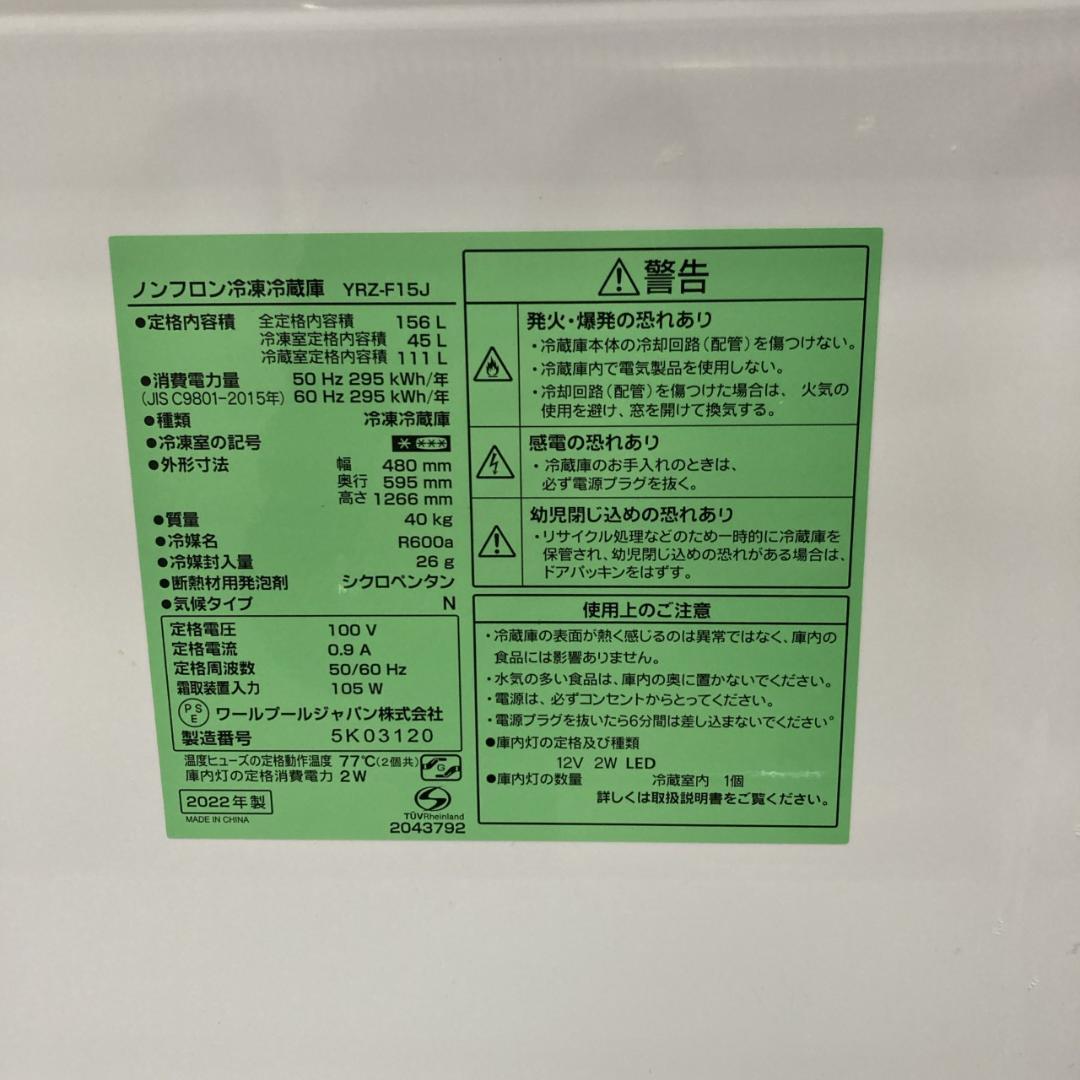 ノンフロン冷凍冷蔵庫 YRZ-F15J
●定格内容積 全定格内容積 156 L
冷凍室定格内容積 45 L
冷蔵室定格内容積 111 L
●消費電力量 50 Hz 295 kWh/年
(JIS C9801-2015年) 60 Hz 295 kWh/年
●種類 冷凍冷蔵庫
●冷凍室の記号
●外形寸法 幅 480 mm
奥行 595 mm
高さ 1266 mm
●質量 40 kg
●冷媒名 R600a
●冷媒封入量 26 g
●断熱材用発泡剤 シクロペンタン
●気候タイプ N
定格電圧 100 V
定格電流 0.9 A
定格周波数 50/60 Hz
霜取装置入力 105 W
PSE ワールプールジャパン株式会社
製造番号 5K03120
温度ヒューズの定格動作温度 77℃(2個共)
庫内灯の定格消費電力 2W
2022年製
MADE IN CHINA
TÜVRheinland
2043792
警告
発火・爆発の恐れあり
・冷蔵庫本体の冷却回路(配管)を傷つけない。
・冷蔵庫内で電気製品を使用しない。
・冷却回路(配管)を傷つけた場合は、 火気の
使用を避け、窓を開けて換気する。
感電の恐れあり
・冷蔵庫のお手入れのときは、
必ず電源プラグを抜く。
幼児閉じ込めの恐れあり
・リサイクル処理などのため一時的に冷蔵庫を
保管され、幼児閉じ込めの恐れがある場合は、
ドアパッキンをはずす。
使用上のご注意
・冷蔵庫の表面が熱く感じるのは異常ではなく、庫内の
食品には影響ありません。
・水気の多い食品は、庫内の奥に置かないでください。
・電源は、必ずコンセントからとってください。
・電源プラグを抜いたら6分間は差し込まないでください。
●庫内灯の定格及び種類
12V 2W LED
●庫内灯の数量 冷蔵室内 1個
詳しくは取扱説明書をご覧ください。